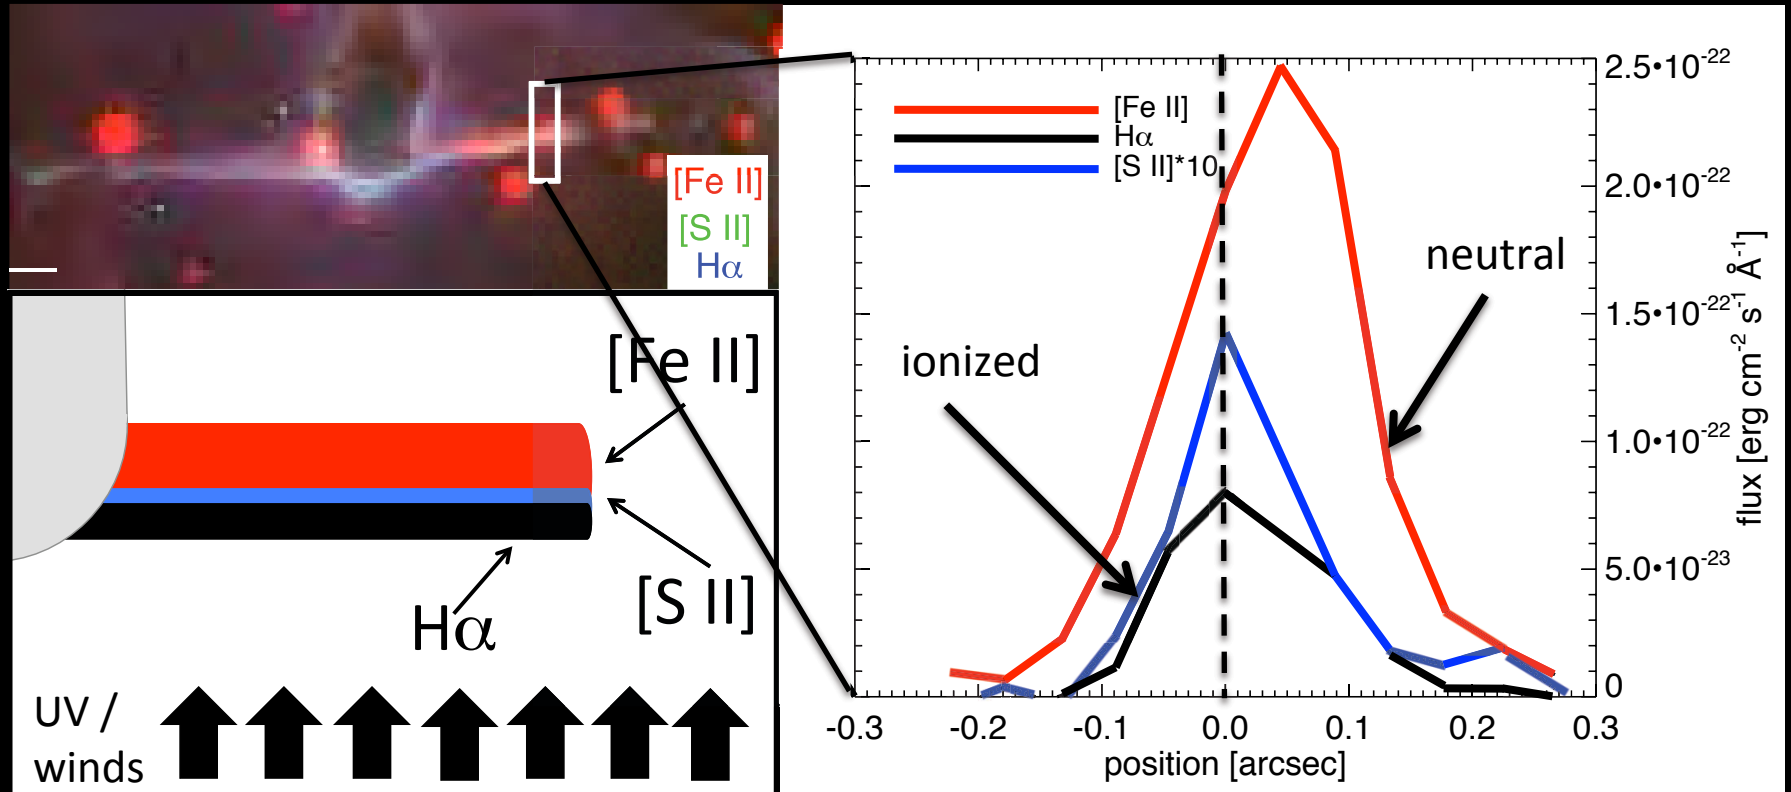 [Fe II]
[S II]
Hα
[Fe II]
[S II]
Hα
UV /
winds
[Fe II]
Hα
[S II]*10
ionized
neutral
2.5•10⁻²²
2.0•10⁻²²
1.5•10⁻²²
1.0•10⁻²²
5.0•10⁻²³
0
flux [erg cm⁻² s⁻¹ Å⁻¹]
-0.3 -0.2 -0.1 0.0 0.1 0.2 0.3
position [arcsec]